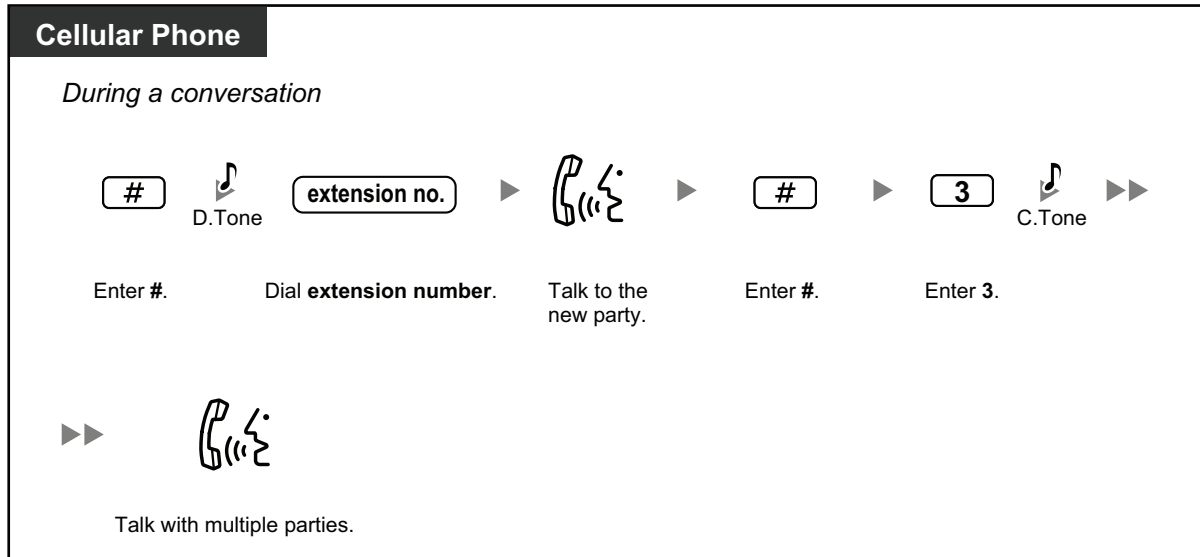 Cellular Phone
During a conversation
# D.Tone extension no. # 3 C.Tone
Enter #. Dial extension number. Talk to the new party. Enter #. Enter 3.
Talk with multiple parties.